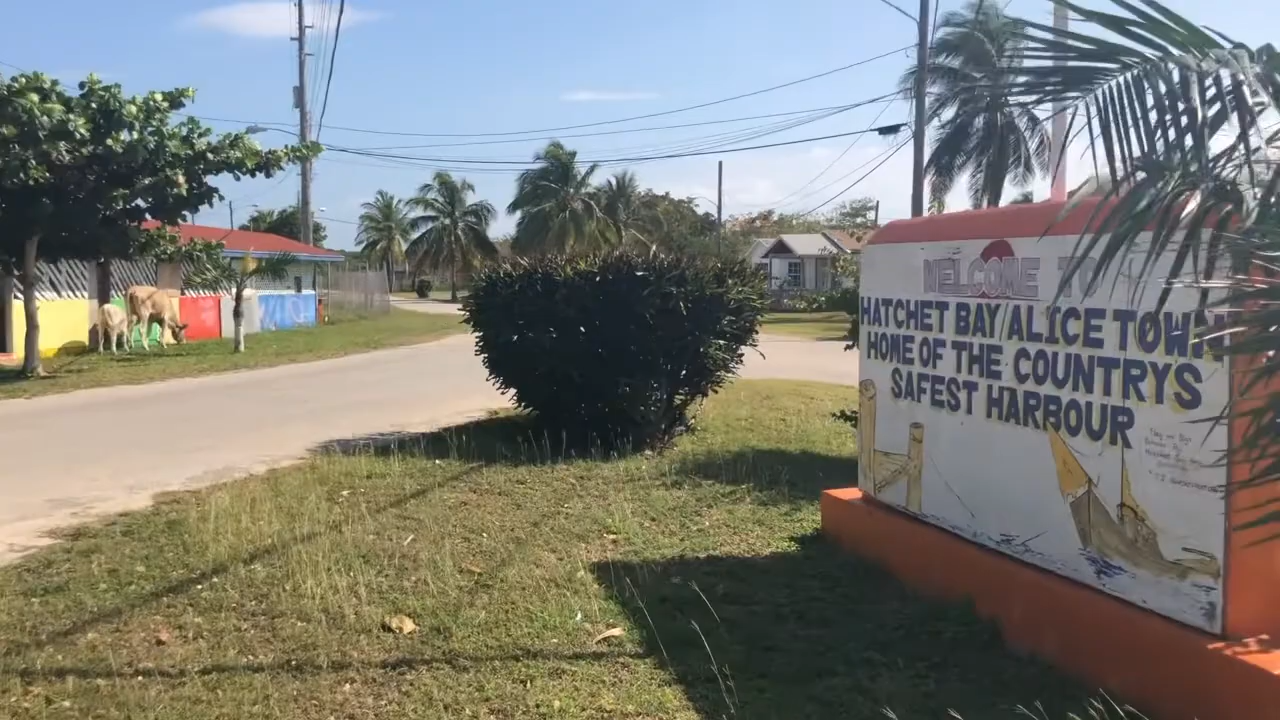 WELCOME TO
HATCHET BAY/ALICE TOWN
HOME OF THE COUNTRYS
SAFEST HARBOUR